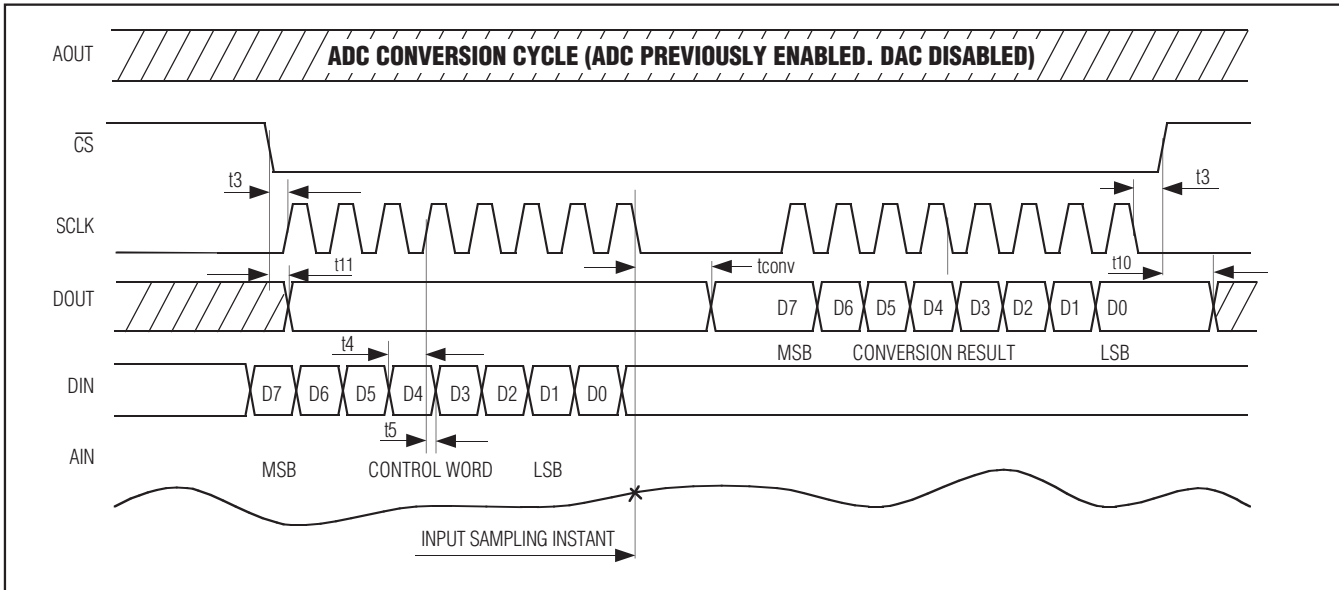 AOUT
ADC CONVERSION CYCLE (ADC PREVIOUSLY ENABLED. DAC DISABLED)
CS
t3
t3
SCLK
t11
tconv
t10
DOUT
D7 D6 D5 D4 D3 D2 D1 D0
MSB CONVERSION RESULT LSB
t4
DIN
D7 D6 D5 D4 D3 D2 D1 D0
t5
AIN
MSB CONTROL WORD LSB
INPUT SAMPLING INSTANT